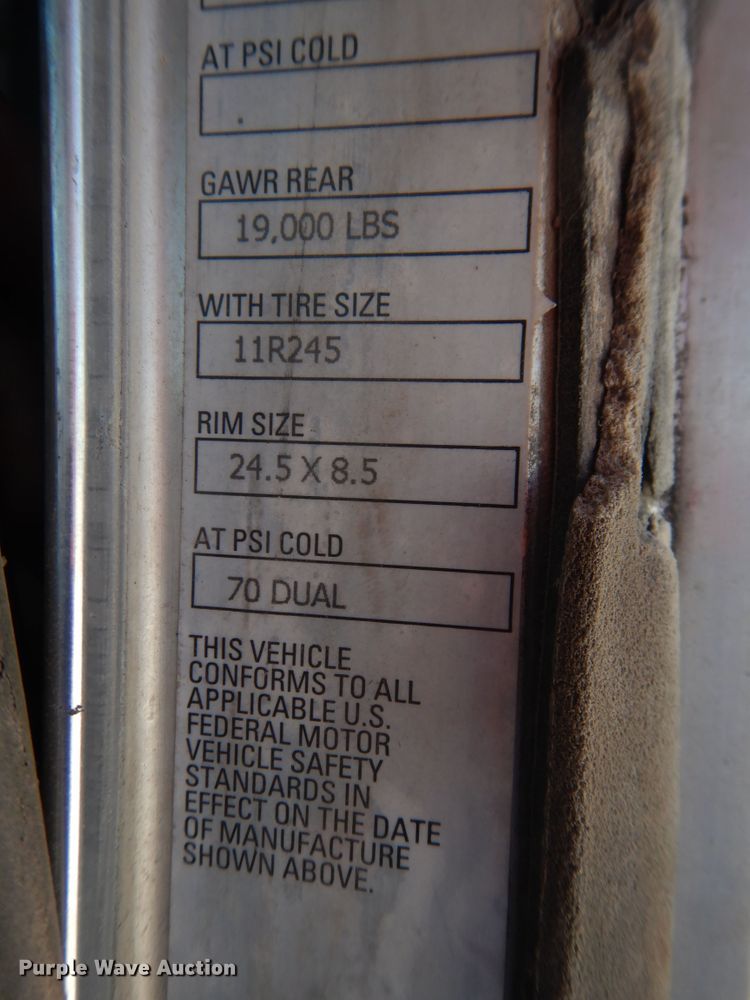 AT PSI COLD
GAWR REAR
19,000 LBS
WITH TIRE SIZE
11R245
RIM SIZE
24.5 X 8.5
AT PSI COLD
70 DUAL
THIS VEHICLE
CONFORMS TO ALL
APPLICABLE U.S.
FEDERAL MOTOR
VEHICLE SAFETY
STANDARDS IN
EFFECT ON THE DATE
OF MANUFACTURE
SHOWN ABOVE.
Purple Wave Auction